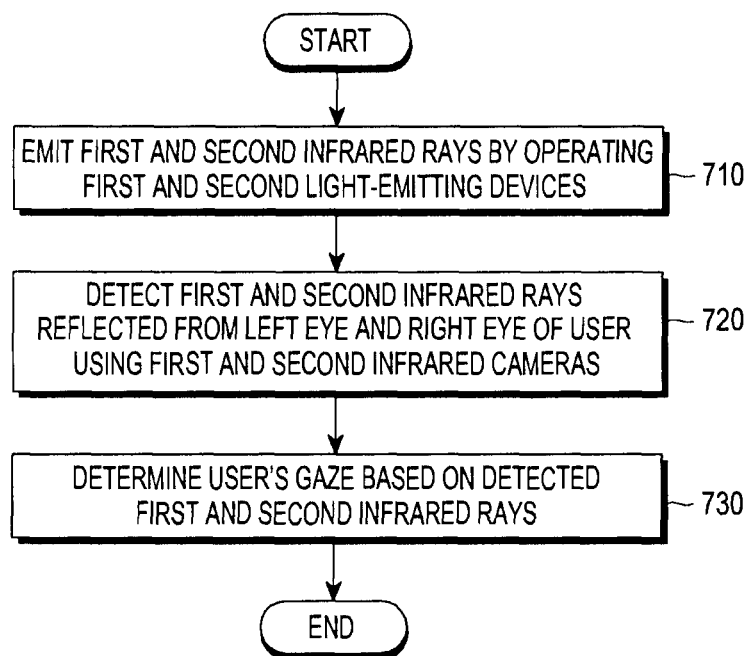 START
EMIT FIRST AND SECOND INFRARED RAYS BY OPERATING
FIRST AND SECOND LIGHT-EMITTING DEVICES
710
DETECT FIRST AND SECOND INFRARED RAYS
REFLECTED FROM LEFT EYE AND RIGHT EYE OF USER
USING FIRST AND SECOND INFRARED CAMERAS
720
DETERMINE USER'S GAZE BASED ON DETECTED
FIRST AND SECOND INFRARED RAYS
730
END